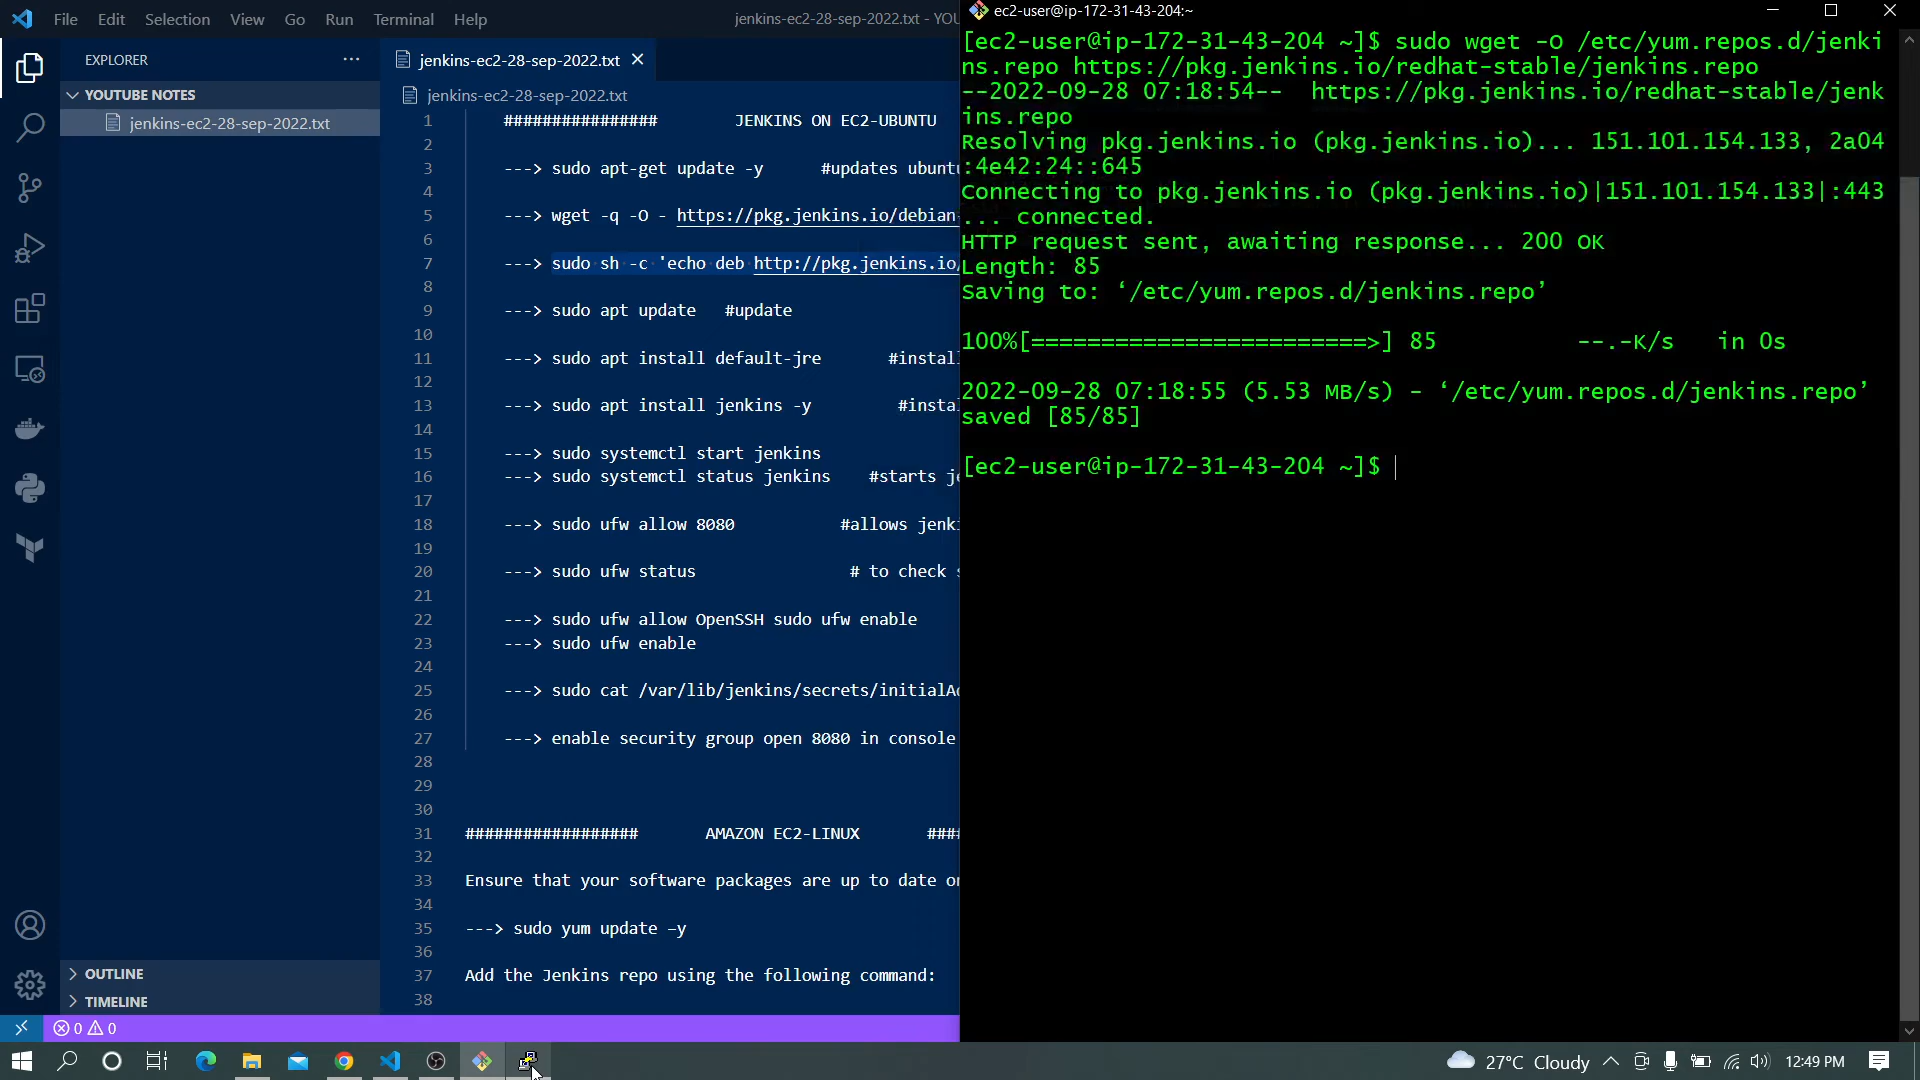 File Edit Selection View Go Run Terminal Help
jenkins-ec2-28-sep-2022.txt - YOU
EXPLORER
YOUTUBE NOTES
jenkins-ec2-28-sep-2022.txt
OUTLINE
TIMELINE
jenkins-ec2-28-sep-2022.txt
jenkins-ec2-28-sep-2022.txt
1 ################ JENKINS ON EC2-UBUNTU
2
3 ---> sudo apt-get update -y #updates ubuntu
4
5 ---> wget -q -O - https://pkg.jenkins.io/debian-
6
7 ---> sudo sh -c 'echo deb http://pkg.jenkins.io/
8
9 ---> sudo apt update #update
10
11 ---> sudo apt install default-jre #install
12
13 ---> sudo apt install jenkins -y #instal
14
15 ---> sudo systemctl start jenkins
16 ---> sudo systemctl status jenkins #starts je
17
18 ---> sudo ufw allow 8080 #allows jenki
19
20 ---> sudo ufw status # to check s
21
22 ---> sudo ufw allow OpenSSH sudo ufw enable
23 ---> sudo ufw enable
24
25 ---> sudo cat /var/lib/jenkins/secrets/initialAd
26
27 ---> enable security group open 8080 in console
28
29
30
31 ################## AMAZON EC2-LINUX ####
32
33 Ensure that your software packages are up to date on
34
35 ---> sudo yum update –y
36
37 Add the Jenkins repo using the following command:
38
0 0
ec2-user@ip-172-31-43-204:~
[ec2-user@ip-172-31-43-204 ~]$ sudo wget -O /etc/yum.repos.d/jenki
ns.repo https://pkg.jenkins.io/redhat-stable/jenkins.repo
--2022-09-28 07:18:54-- https://pkg.jenkins.io/redhat-stable/jenk
ins.repo
Resolving pkg.jenkins.io (pkg.jenkins.io)... 151.101.154.133, 2a04
:4e42:24::645
Connecting to pkg.jenkins.io (pkg.jenkins.io)|151.101.154.133|:443
... connected.
HTTP request sent, awaiting response... 200 OK
Length: 85
Saving to: ‘/etc/yum.repos.d/jenkins.repo’
100%[========================>] 85 --.-K/s in 0s
2022-09-28 07:18:55 (5.53 MB/s) - ‘/etc/yum.repos.d/jenkins.repo’
saved [85/85]
[ec2-user@ip-172-31-43-204 ~]$
27°C Cloudy 12:49 PM